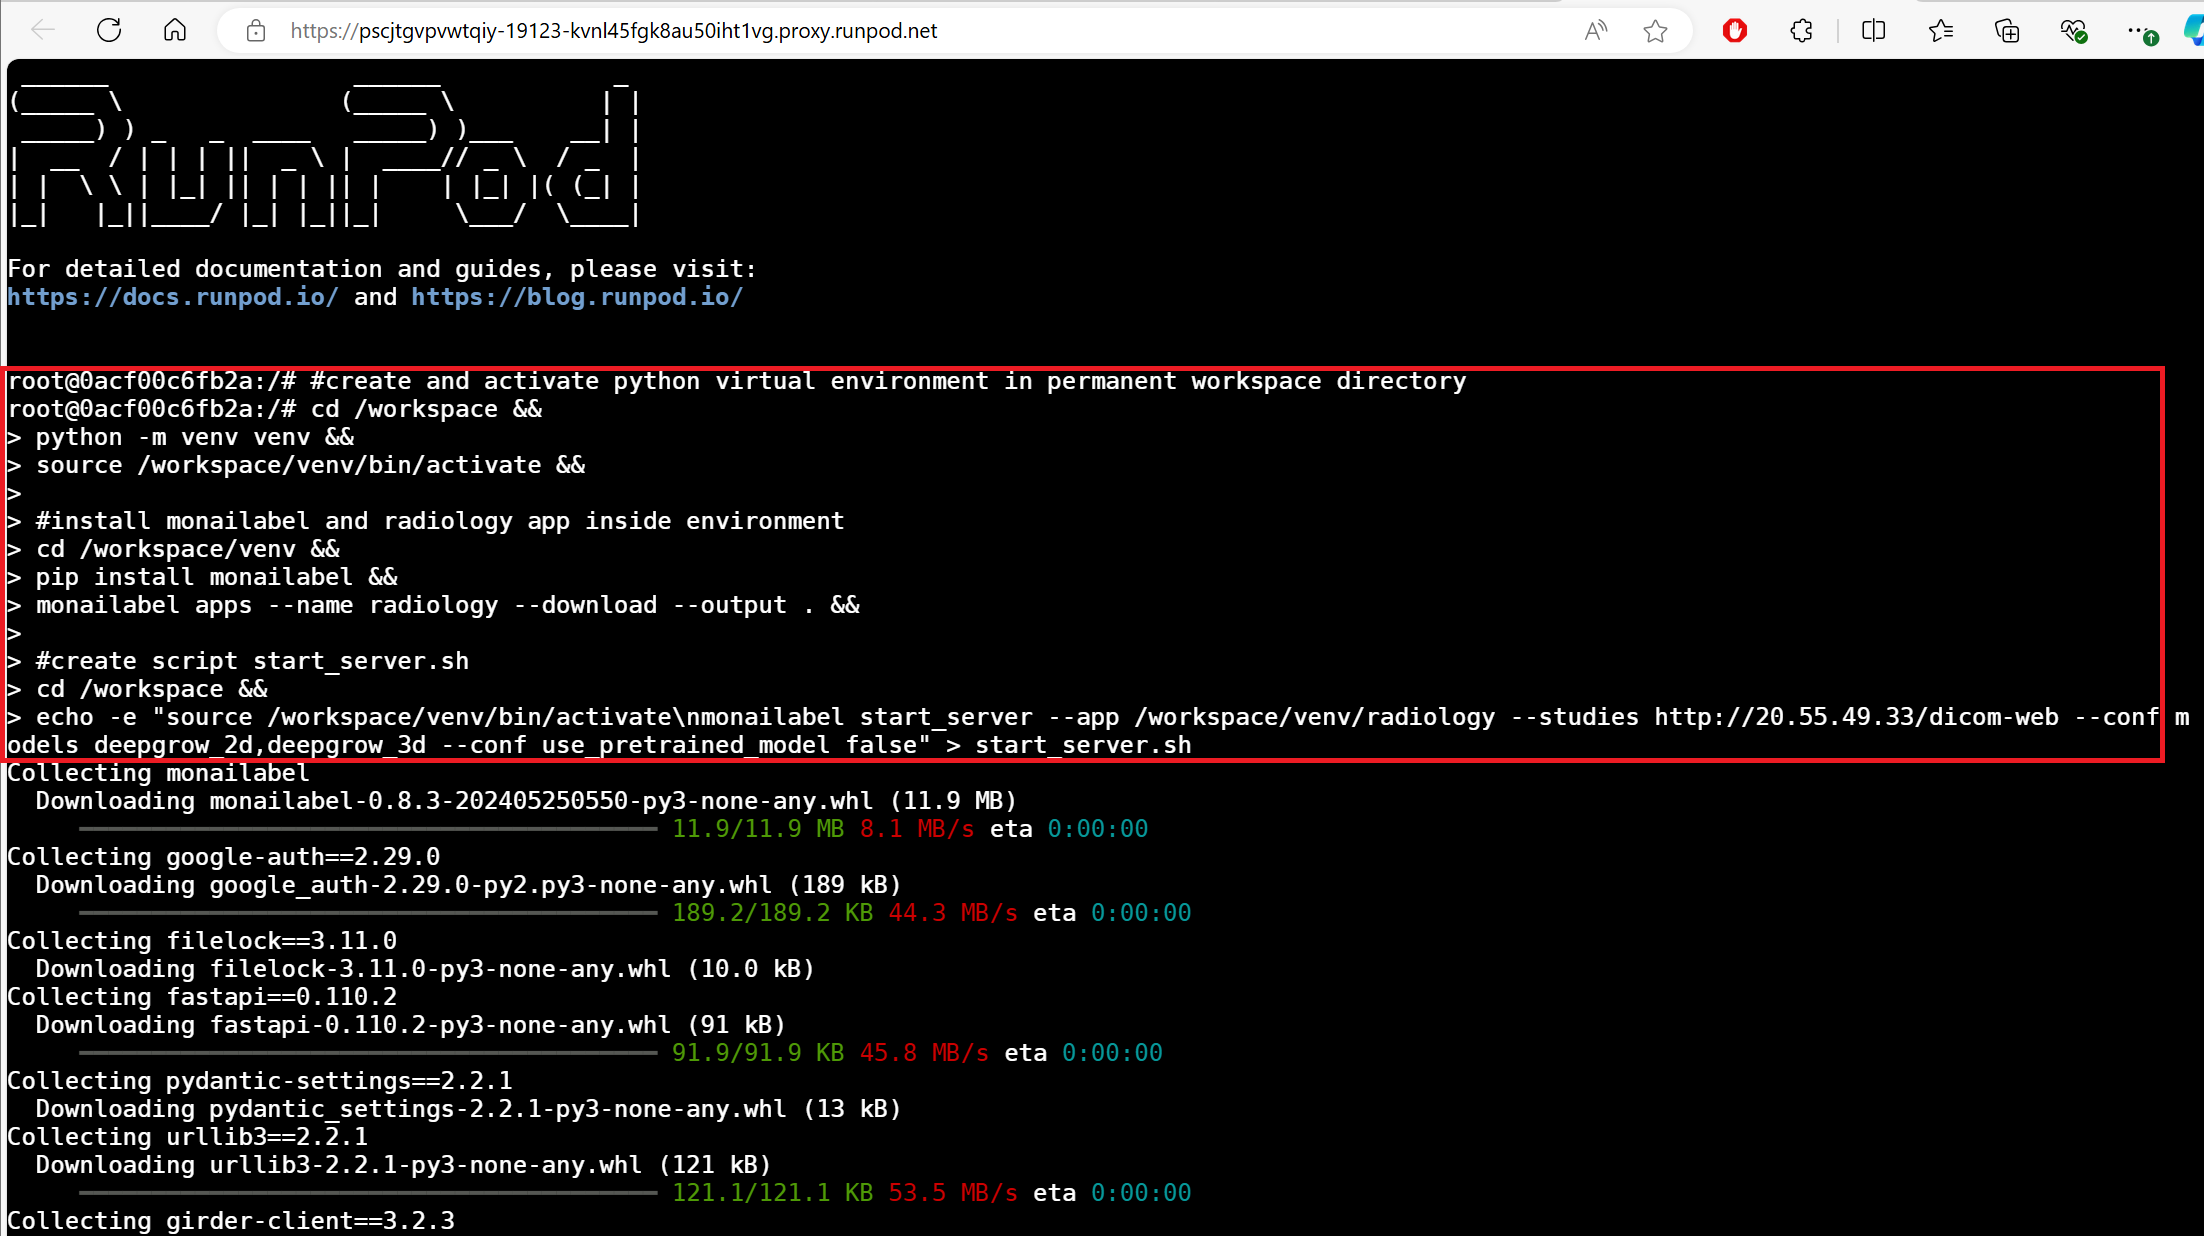 https://pscjtgvpvwtqiy-19123-kvnl45fgk8au50iht1vg.proxy.runpod.net
RunPod
For detailed documentation and guides, please visit:
https://docs.runpod.io/ and https://blog.runpod.io/
root@0acf00c6fb2a:/# #create and activate python virtual environment in permanent workspace directory
root@0acf00c6fb2a:/# cd /workspace &&
> python -m venv venv &&
> source /workspace/venv/bin/activate &&
>
> #install monailabel and radiology app inside environment
> cd /workspace/venv &&
> pip install monailabel &&
> monailabel apps --name radiology --download --output . &&
>
> #create script start_server.sh
> cd /workspace &&
> echo -e "source /workspace/venv/bin/activate\nmonailabel start_server --app /workspace/venv/radiology --studies http://20.55.49.33/dicom-web --conf m
odels deepgrow_2d,deepgrow_3d --conf use_pretrained_model false" > start_server.sh
Collecting monailabel
Downloading monailabel-0.8.3-202405250550-py3-none-any.whl (11.9 MB)
11.9/11.9 MB 8.1 MB/s eta 0:00:00
Collecting google-auth==2.29.0
Downloading google_auth-2.29.0-py2.py3-none-any.whl (189 kB)
189.2/189.2 KB 44.3 MB/s eta 0:00:00
Collecting filelock==3.11.0
Downloading filelock-3.11.0-py3-none-any.whl (10.0 kB)
Collecting fastapi==0.110.2
Downloading fastapi-0.110.2-py3-none-any.whl (91 kB)
91.9/91.9 KB 45.8 MB/s eta 0:00:00
Collecting pydantic-settings==2.2.1
Downloading pydantic_settings-2.2.1-py3-none-any.whl (13 kB)
Collecting urllib3==2.2.1
Downloading urllib3-2.2.1-py3-none-any.whl (121 kB)
121.1/121.1 KB 53.5 MB/s eta 0:00:00
Collecting girder-client==3.2.3